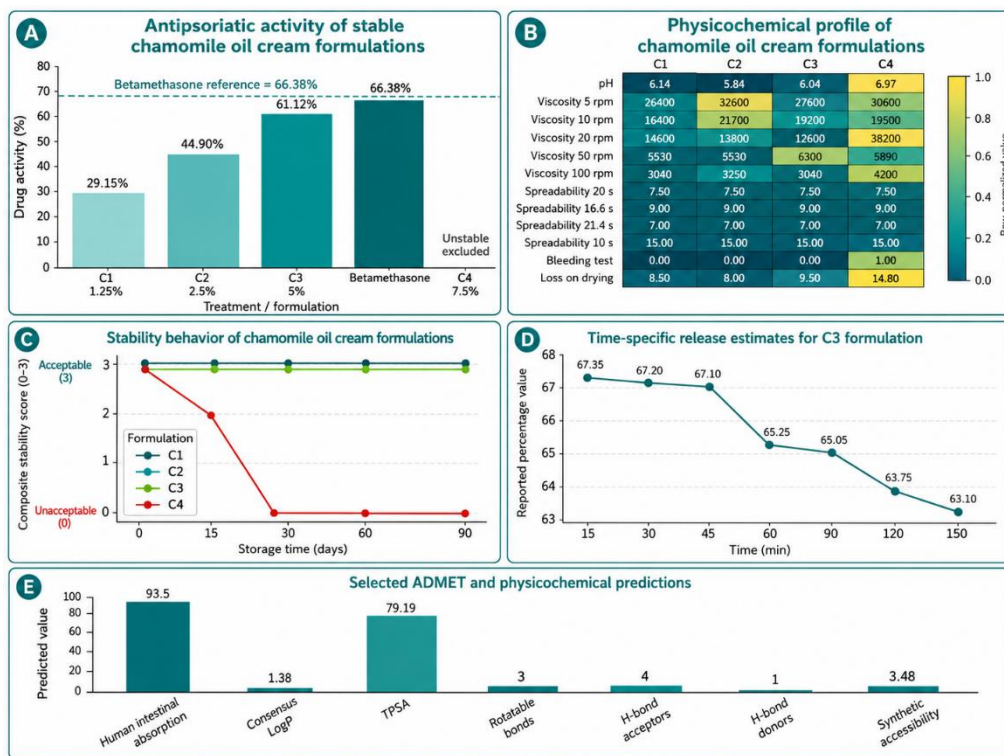 A
Antipsoriatic activity of stable
chamomile oil cream formulations
Drug activity (%)
80
70
60
50
40
30
20
10
0
Betamethasone reference = 66.38%
29.15%
44.90%
61.12%
66.38%
Unstable
excluded
C1
1.25%
C2
2.5%
C3
5%
Betamethasone
C4
7.5%
Treatment / formulation
B
Physicochemical profile of
chamomile oil cream formulations
C1 C2 C3 C4
pH 6.14 5.84 6.04 6.97
Viscosity 5 rpm 26400 32600 27600 30600
Viscosity 10 rpm 16400 21700 19200 19500
Viscosity 20 rpm 14600 13800 12600 38200
Viscosity 50 rpm 5530 5530 6300 5890
Viscosity 100 rpm 3040 3250 3040 4200
Spreadability 20 s 7.50 7.50 7.50 7.50
Spreadability 16.6 s 9.00 9.00 9.00 9.00
Spreadability 21.4 s 7.00 7.00 7.00 7.00
Spreadability 10 s 15.00 15.00 15.00 15.00
Bleeding test 0.00 0.00 0.00 1.00
Loss on drying 8.50 8.00 9.50 14.80
1.0
0.8
0.6
0.4
0.2
0.0
C
Stability behavior of chamomile oil cream formulations
Composite stability score (0–3)
Acceptable
(3)
Unacceptable
(0)
3
2
1
0
Formulation
C1
C2
C3
C4
0 15 30 60 90
Storage time (days)
D
Time-specific release estimates for C3 formulation
Reported percentage value
68
67
66
65
64
63
67.35
67.20
67.10
65.25
65.05
63.75
63.10
15 30 45 60 90 120 150
Time (min)
E
Selected ADMET and physicochemical predictions
Predicted value
100
80
60
40
20
0
93.5
1.38
79.19
3
4
1
3.48
Human intestinal
absorption
Consensus
LogP
TPSA
Rotatable
bonds
H-bond
acceptors
H-bond
donors
Synthetic
accessibility